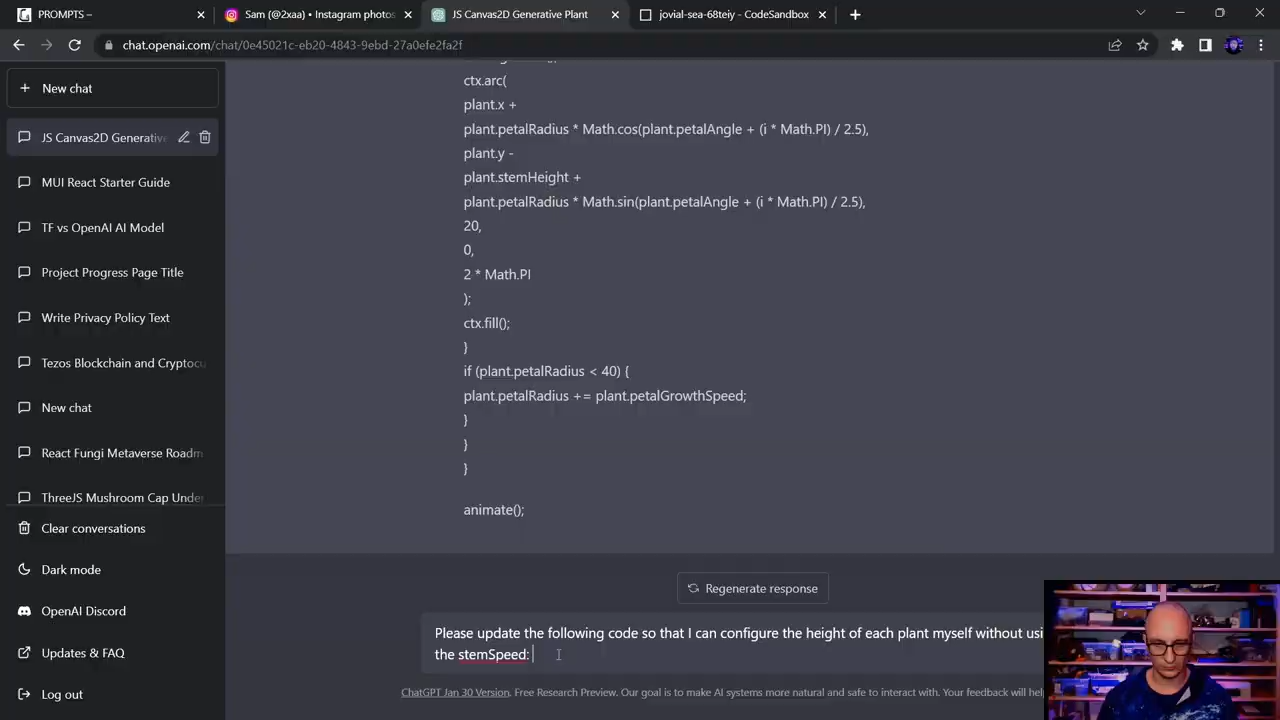 PROMPTS –
Sam (@2xaa) • Instagram photos
JS Canvas2D Generative Plant
jovial-sea-68teiy - CodeSandbox
chat.openai.com/chat/0e45021c-eb20-4843-9ebd-27a0efe2fa2f
New chat
JS Canvas2D Generative
MUI React Starter Guide
TF vs OpenAI AI Model
Project Progress Page Title
Write Privacy Policy Text
Tezos Blockchain and Cryptocu
New chat
React Fungi Metaverse Roadm
ThreeJS Mushroom Cap Unde
Clear conversations
Dark mode
OpenAI Discord
Updates & FAQ
Log out
ctx.arc(
plant.x +
plant.petalRadius * Math.cos(plant.petalAngle + (i * Math.PI) / 2.5),
plant.y -
plant.stemHeight +
plant.petalRadius * Math.sin(plant.petalAngle + (i * Math.PI) / 2.5),
20,
0,
2 * Math.PI
);
ctx.fill();
}
if (plant.petalRadius < 40) {
plant.petalRadius += plant.petalGrowthSpeed;
}
}
}
animate();
Regenerate response
Please update the following code so that I can configure the height of each plant myself without usi
the stemSpeed:
ChatGPT Jan 30 Version. Free Research Preview. Our goal is to make AI systems more natural and safe to interact with. Your feedback will hel